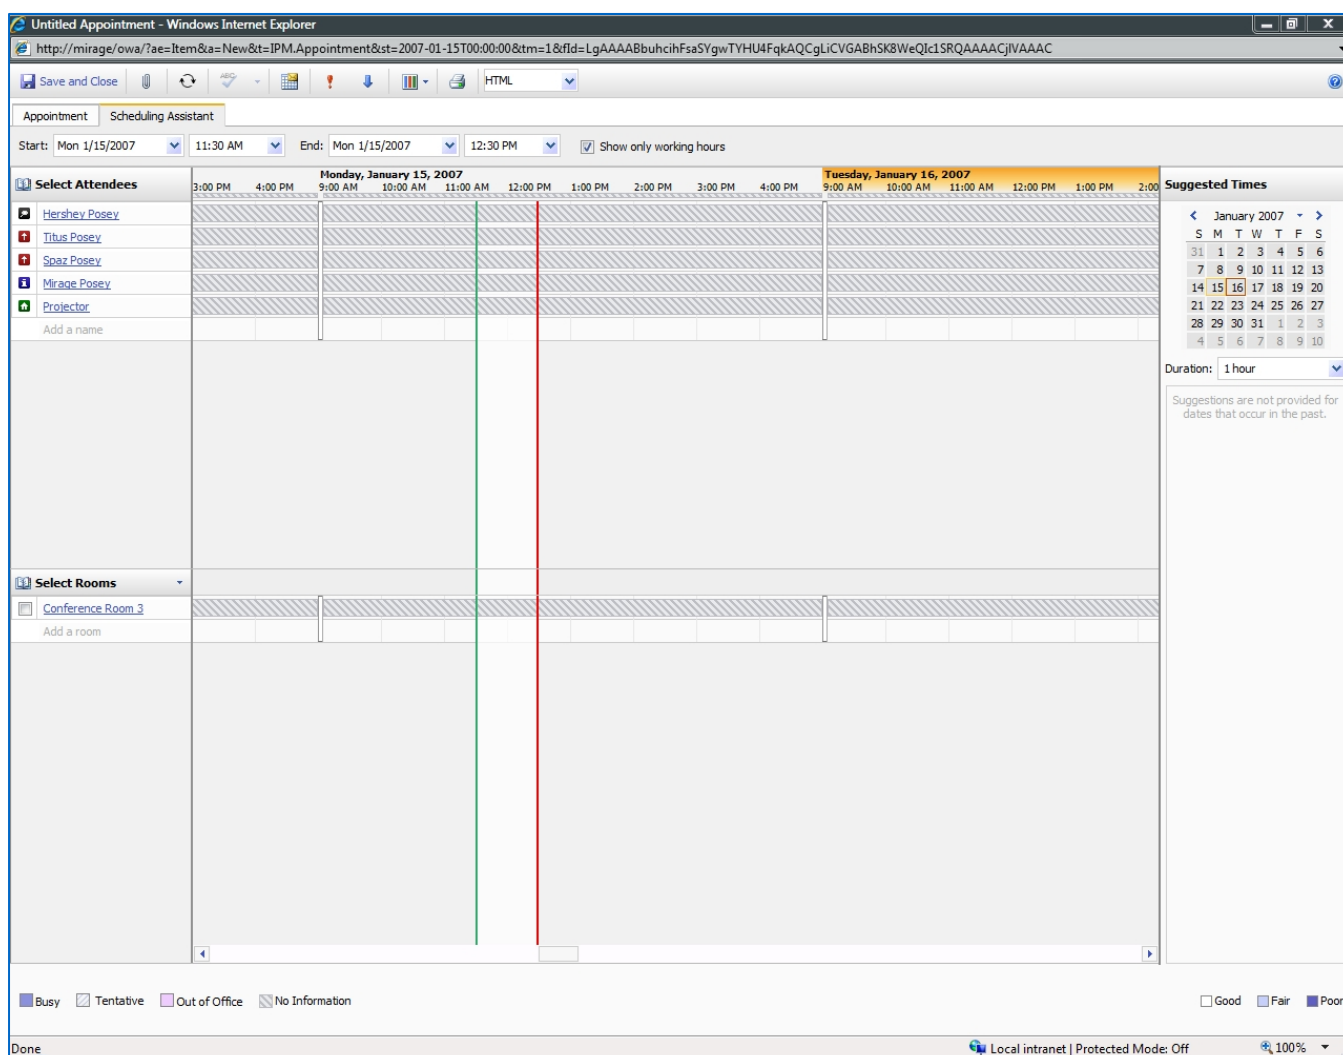 Untitled Appointment - Windows Internet Explorer
http://mirage/owa/?ae=Item&a=New&t=IPM.Appointment&st=2007-01-15T00:00:00&tm=1&fId=LgAAAABbuhcihFsaSYgwTYHU4FqkAQCgLiCVGABhSK8WeQIc1SRQAAAACjIVAAAC
Save and Close ABC HTML
Appointment Scheduling Assistant
Start: Mon 1/15/2007 11:30 AM End: Mon 1/15/2007 12:30 PM Show only working hours
Select Attendees
Monday, January 15, 2007 Tuesday, January 16, 2007
3:00 PM 4:00 PM 9:00 AM 10:00 AM 11:00 AM 12:00 PM 1:00 PM 2:00 PM 3:00 PM 4:00 PM 9:00 AM 10:00 AM 11:00 AM 12:00 PM 1:00 PM 2:00
Hershey Posey
Titus Posey
Spaz Posey
Mirage Posey
Projector
Add a name
Suggested Times
January 2007
S M T W T F S
31 1 2 3 4 5 6
7 8 9 10 11 12 13
14 15 16 17 18 19 20
21 22 23 24 25 26 27
28 29 30 31 1 2 3
4 5 6 7 8 9 10
Duration: 1 hour
Suggestions are not provided for
dates that occur in the past.
Select Rooms
Conference Room 3
Add a room
Busy Tentative Out of Office No Information
Good Fair Poor
Done Local intranet | Protected Mode: Off 100%